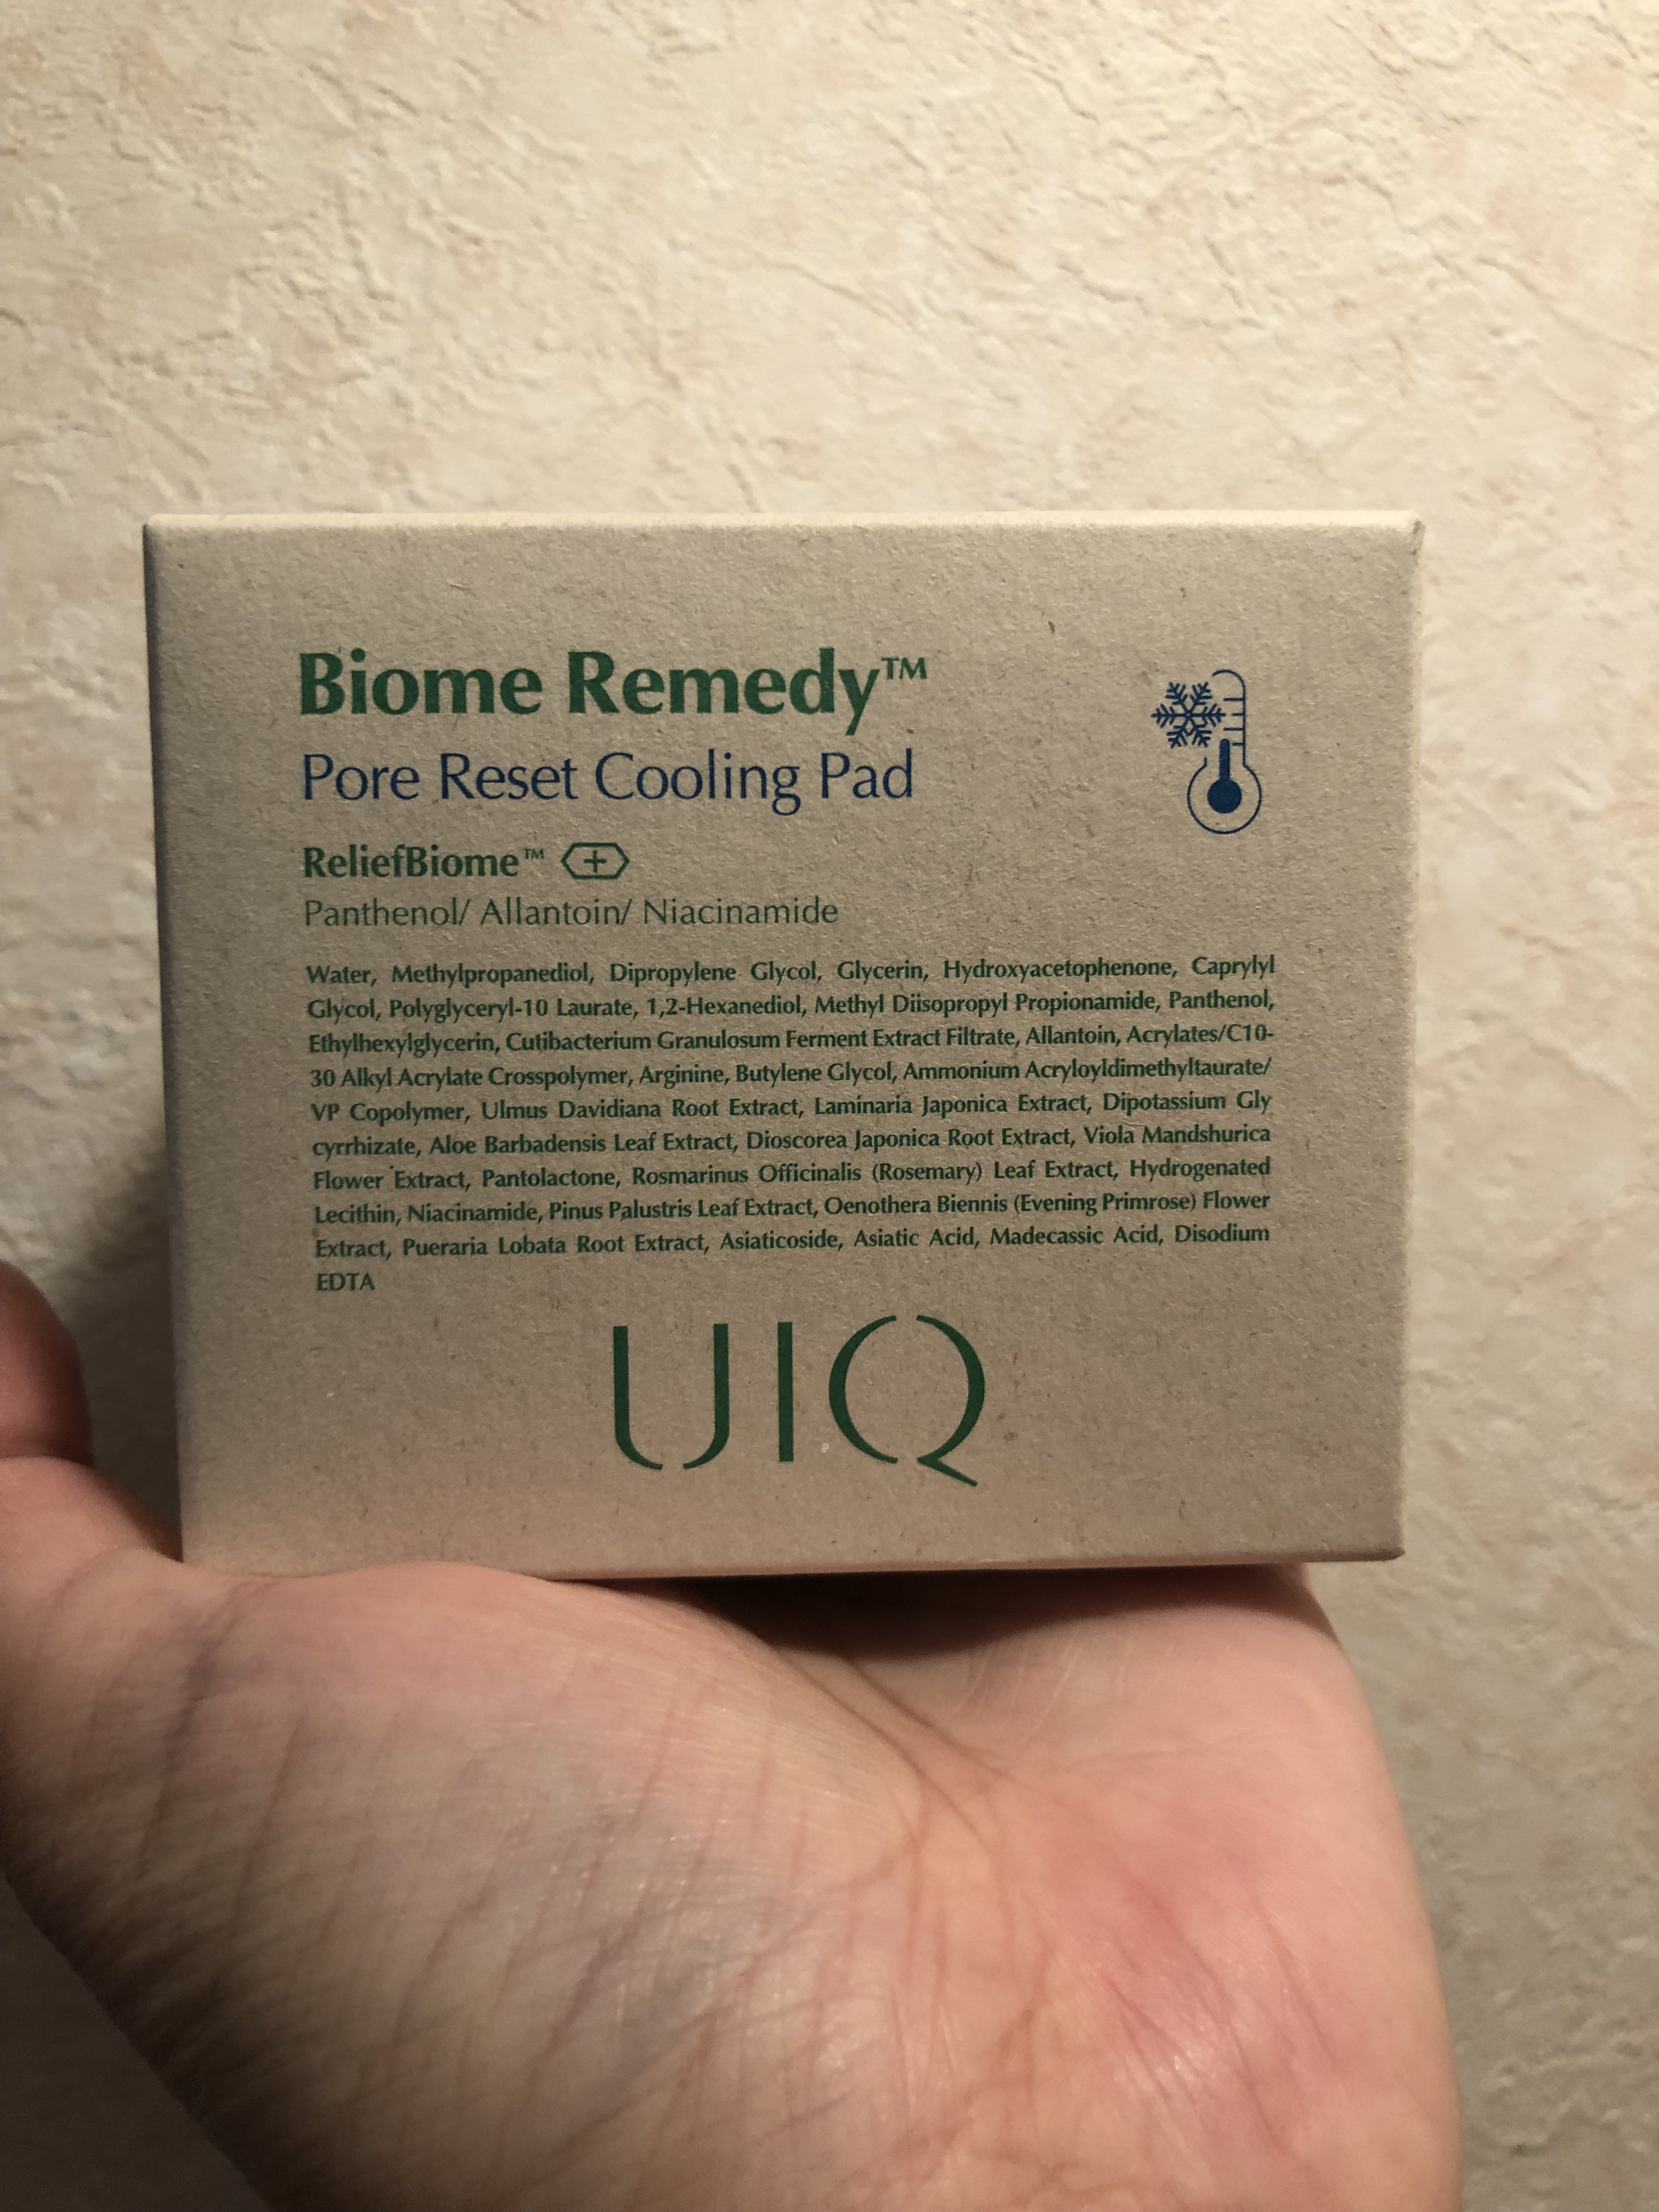 Biome Remedy™
Pore Reset Cooling Pad
ReliefBiome™ +
Panthenol/ Allantoin/ Niacinamide
Water, Methylpropanediol, Dipropylene Glycol, Glycerin, Hydroxyacetophenone, Caprylyl
Glycol, Polyglyceryl-10 Laurate, 1,2-Hexanediol, Methyl Diisopropyl Propionamide, Panthenol,
Ethylhexylglycerin, Cutibacterium Granulosum Ferment Extract Filtrate, Allantoin, Acrylates/C10-
30 Alkyl Acrylate Crosspolymer, Arginine, Butylene Glycol, Ammonium Acryloyldimethyltaurate/
VP Copolymer, Ulmus Davidiana Root Extract, Laminaria Japonica Extract, Dipotassium Gly
cyrrhizate, Aloe Barbadensis Leaf Extract, Dioscorea Japonica Root Extract, Viola Mandshurica
Flower Extract, Pantolactone, Rosmarinus Officinalis (Rosemary) Leaf Extract, Hydrogenated
Lecithin, Niacinamide, Pinus Palustris Leaf Extract, Oenothera Biennis (Evening Primrose) Flower
Extract, Pueraria Lobata Root Extract, Asiaticoside, Asiatic Acid, Madecassic Acid, Disodium
EDTA
UIQ